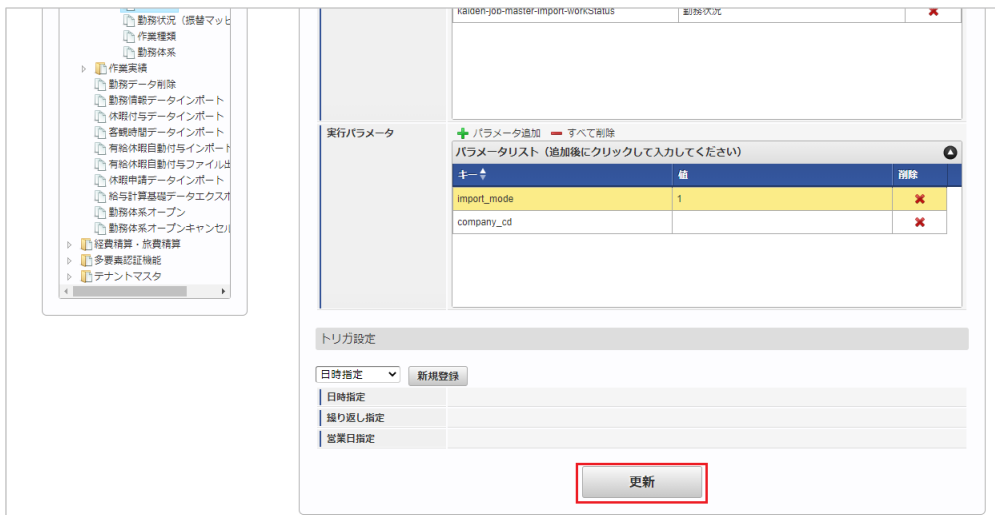 勤務状況（振替マッピ
作業種類
勤務体系
作業実績
勤務データ削除
勤務情報データインポート
休暇付与データインポート
客観時間データインポート
有給休暇自動付与インポート
有給休暇自動付与ファイル出
休暇申請データインポート
給与計算基礎データエクスポ
勤務体系オープン
勤務体系オープンキャンセル
経費精算・旅費精算
多要素認証機能
テナントマスタ
kaiden-job-master-import-workStatus 勤務状況
実行パラメータ
パラメータ追加 すべて削除
パラメータリスト（追加後にクリックして入力してください）
キー 値 削除
import_mode 1
company_cd
トリガ設定
日時指定 新規登録
日時指定
繰り返し指定
営業日指定
更新